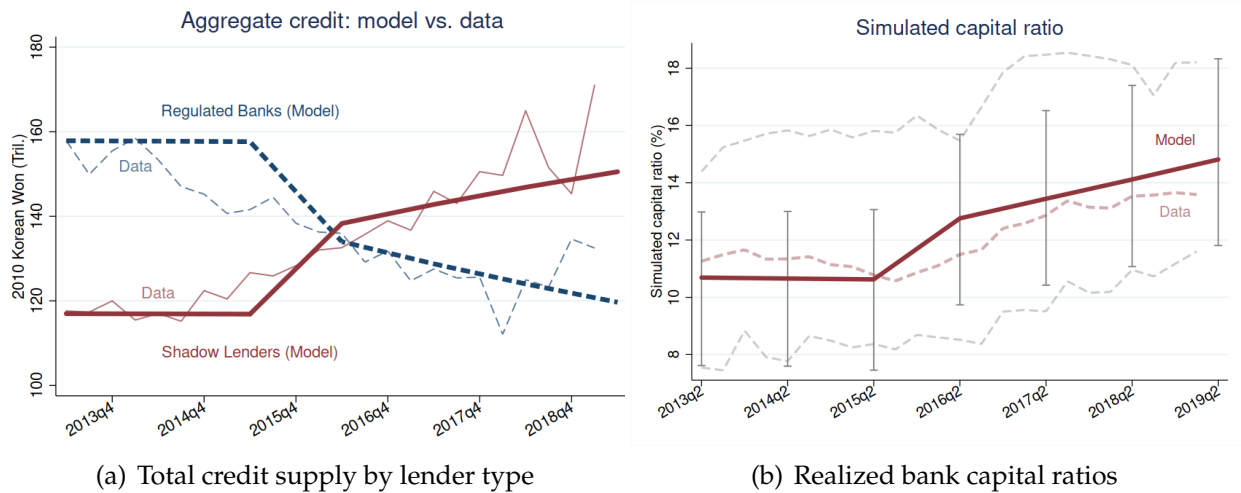 Aggregate credit: model vs. data
2010 Korean Won (Tril.)
180
160
140
120
100
Regulated Banks (Model)
Data
Data
Shadow Lenders (Model)
2013q4
2014q4
2015q4
2016q4
2017q4
2018q4
(a) Total credit supply by lender type
Simulated capital ratio
Simulated capital ratio (%)
18
16
14
12
10
8
Model
Data
2013q2
2014q2
2015q2
2016q2
2017q2
2018q2
2019q2
(b) Realized bank capital ratios